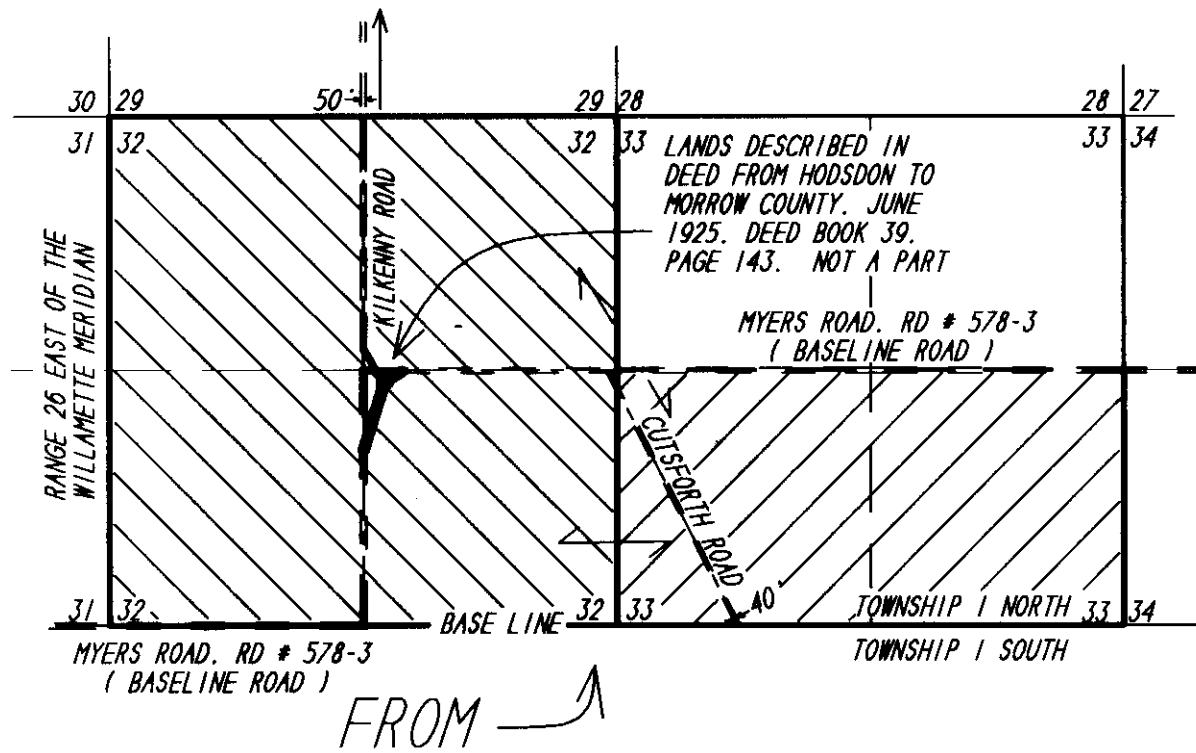 50'
30 29
29 28
28 27
31 32
32 33
33 34
LANDS DESCRIBED IN
DEED FROM HODSDON TO
MORROW COUNTY. JUNE
1925. DEED BOOK 39.
PAGE 143. NOT A PART
KILKENNY ROAD
RANGE 26 EAST OF THE
WILLAMETTE MERIDIAN
MYERS ROAD. RD # 578-3
( BASELINE ROAD )
CUTSFORTH ROAD
40'
31 32
32 33
33 34
BASE LINE
TOWNSHIP 1 NORTH
TOWNSHIP 1 SOUTH
MYERS ROAD. RD # 578-3
( BASELINE ROAD )
FROM